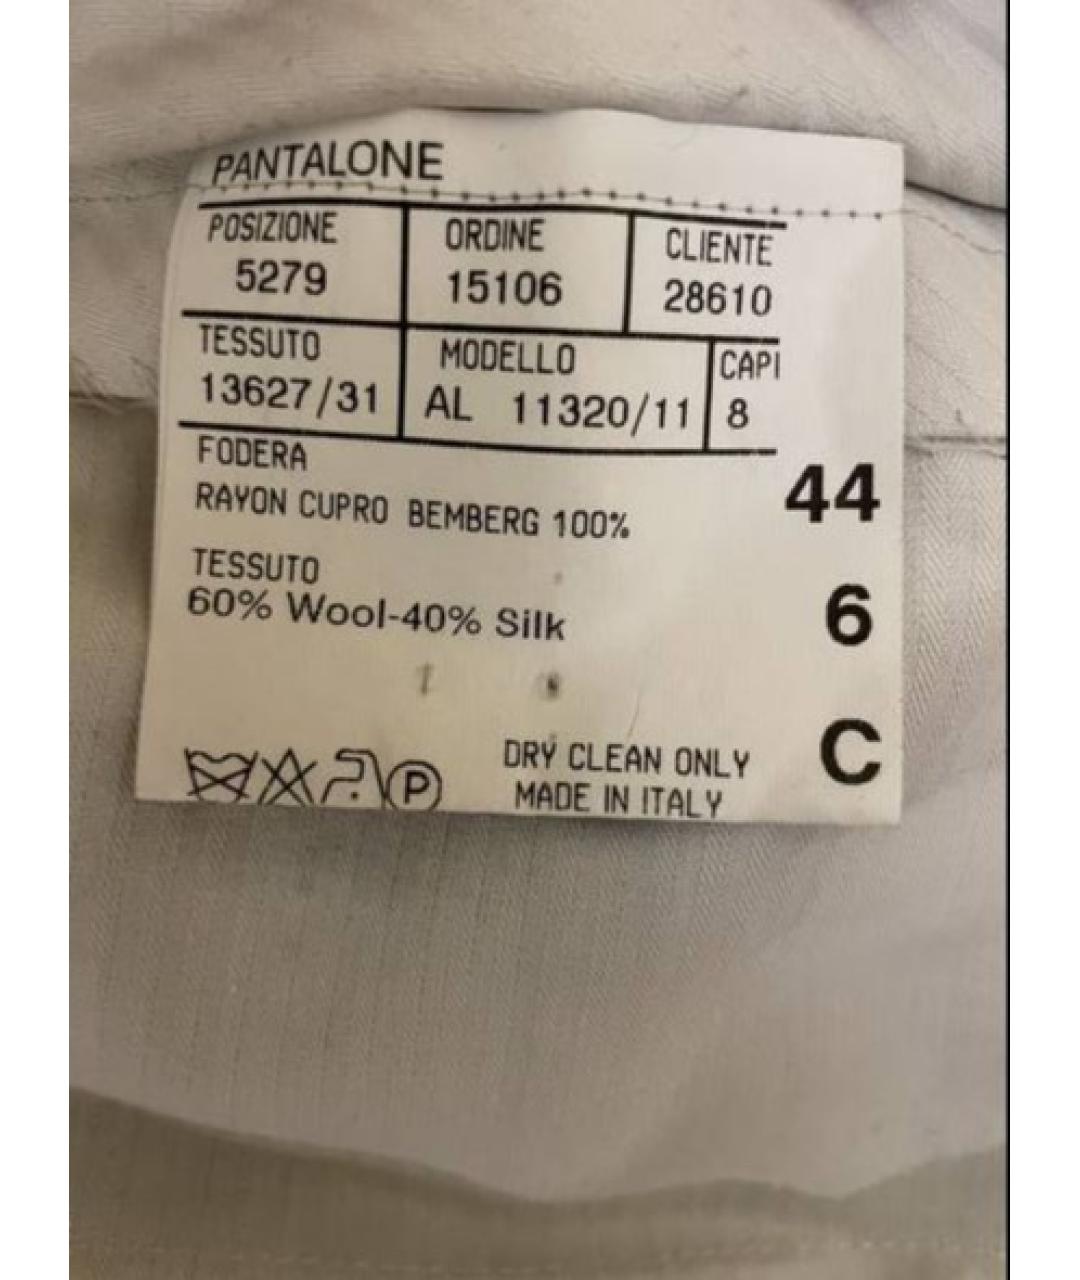 PANTALONE
POSIZIONE ORDINE CLIENTE
5279 15106 28610
TESSUTO MODELLO CAPI
13627/31 AL 11320/11 8
FODERA
RAYON CUPRO BEMBERG 100%
44
TESSUTO
60% Wool-40% Silk
6
DRY CLEAN ONLY
MADE IN ITALY
C
P